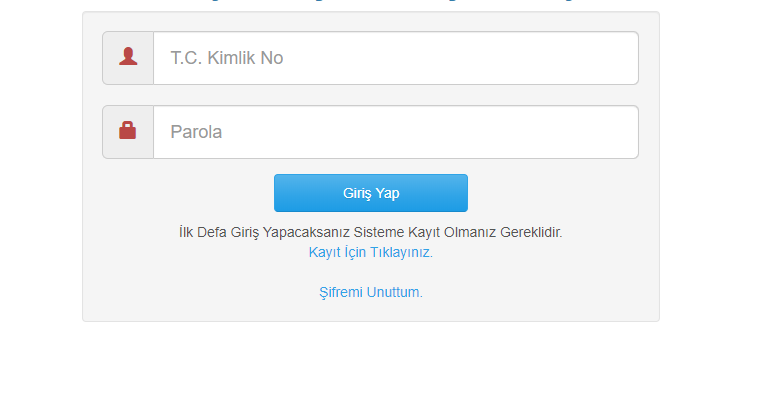 T.C. Kimlik No
Parola
Giriş Yap
İlk Defa Giriş Yapacaksanız Sisteme Kayıt Olmanız Gereklidir.
Kayıt İçin Tıklayınız.
Şifremi Unuttum.